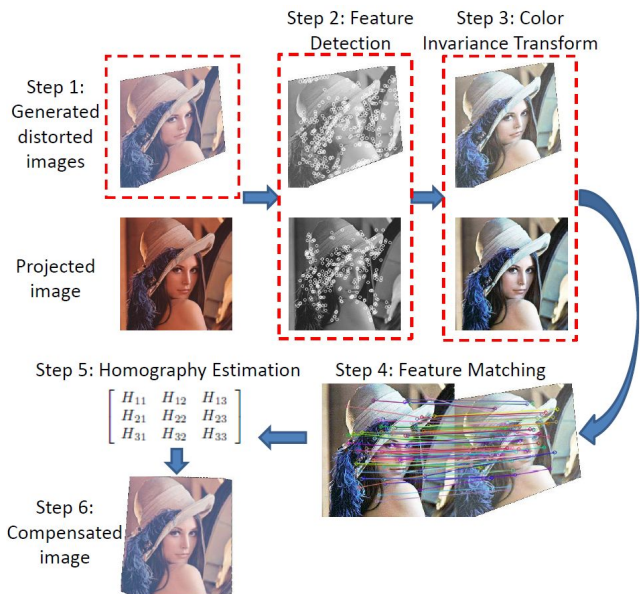 Step 2: Feature
Detection
Step 3: Color
Invariance Transform
Step 1:
Generated
distorted
images
Projected
image
Step 5: Homography Estimation
H11 H12 H13
H21 H22 H23
H31 H32 H33
Step 4: Feature Matching
Step 6:
Compensated
image